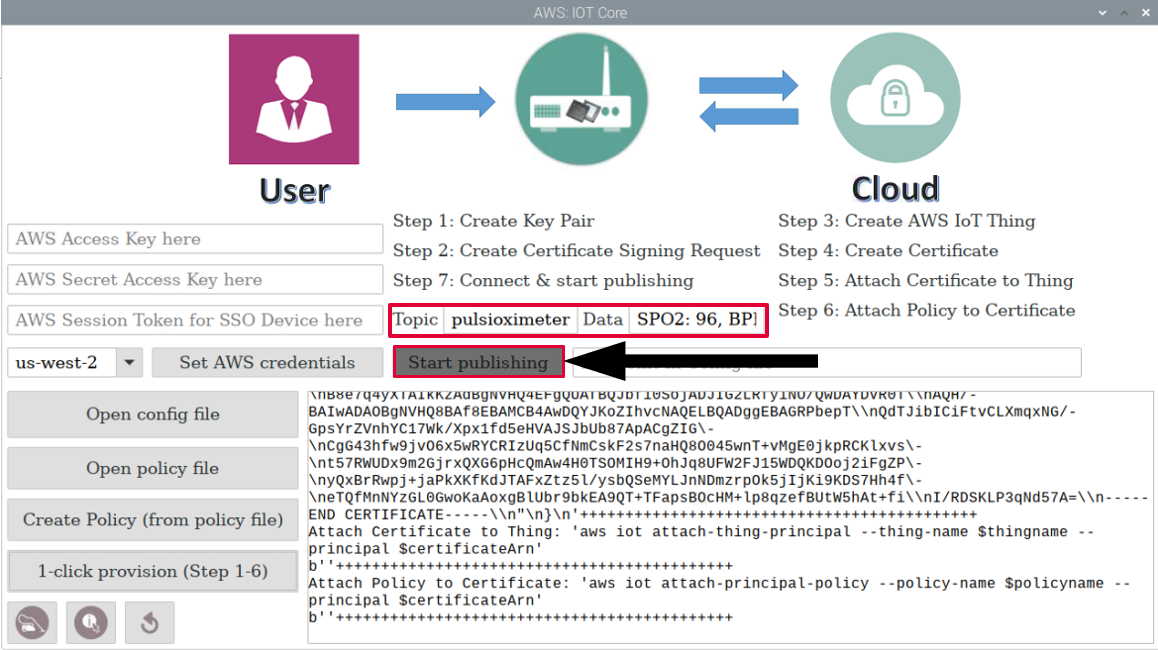 AWS: IOT Core
User
Cloud
Step 1: Create Key Pair
Step 2: Create Certificate Signing Request
Step 7: Connect & start publishing
Step 3: Create AWS IoT Thing
Step 4: Create Certificate
Step 5: Attach Certificate to Thing
Step 6: Attach Policy to Certificate
AWS Access Key here
AWS Secret Access Key here
AWS Session Token for SSO Device here
Topic pulsioximeter Data SPO2: 96, BP
us-west-2 Set AWS credentials Start publishing
Open config file
Open policy file
Create Policy (from policy file)
1-click provision (Step 1-6)
BAIwADAOBgNVHQ8BAf8EBAMCB4AwDQYJKoZIhvcNAQELBQADggEBAGRPbepT\\nQdTJibICiFtvCLXmqxNG/-
GpsYrZVnhYC17Wk/Xpx1fd5eHVAJSJbUb87ApACgZIG\-
\nCgG43hfw9jvO6x5wRYCRIzUq5CfNmCskF2s7naHQ8O045wnT+vMgE0jkpRCKlxvs\-
\nt57RWUDx9m2GjrxQXG6pHcQmAw4H0TSOMIH9+OhJq8UFW2FJ15WDQKDOoj2iFgZP\-
\nyQxBrRwpj+jaPkXKfKdJTAFxZtz5l/ysbQSeMYLJnNDmzrpOk5jIjKi9KDS7Hh4f\-
\neTQfMnNYzGL0GwoKaAoxgBlUbr9bkEA9QT+TFapsBOcHM+lp8qzefBUtW5hAt+fi\\nI/RDSKLP3qNd57A=\\n-----
END CERTIFICATE-----\\n"\n}\n'++++++++++++++++++++++++++++++++++++++++++++
Attach Certificate to Thing: 'aws iot attach-thing-principal --thing-name $thingname --
principal $certificateArn'
b''++++++++++++++++++++++++++++++++++++++++++++
Attach Policy to Certificate: 'aws iot attach-principal-policy --policy-name $policyname --
principal $certificateArn'
b''++++++++++++++++++++++++++++++++++++++++++++